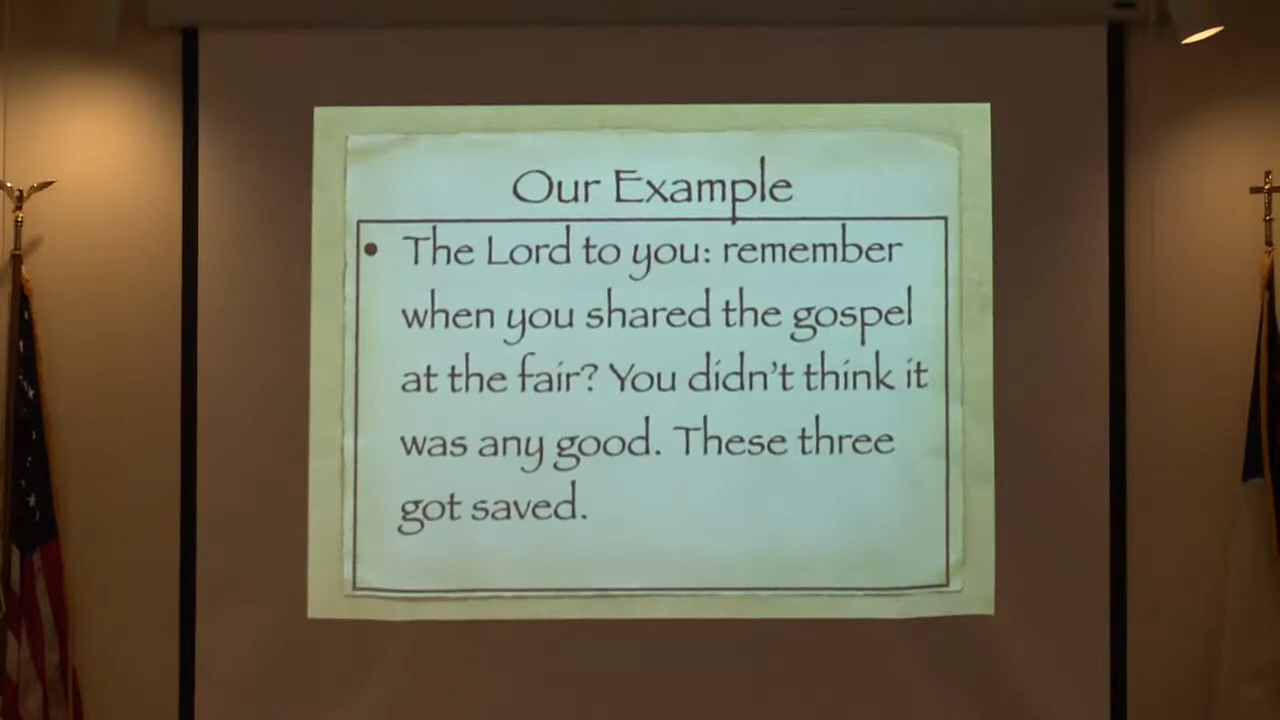 Our Example
• The Lord to you: remember
when you shared the gospel
at the fair? You didn't think it
was any good. These three
got saved.